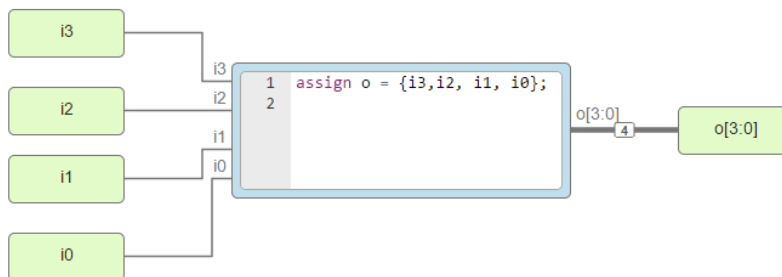 i3
i3
1 assign o = {i3,i2, i1, i0};
i2
i2
2
o[3:0]
4
o[3:0]
i1
i1
i0
i0